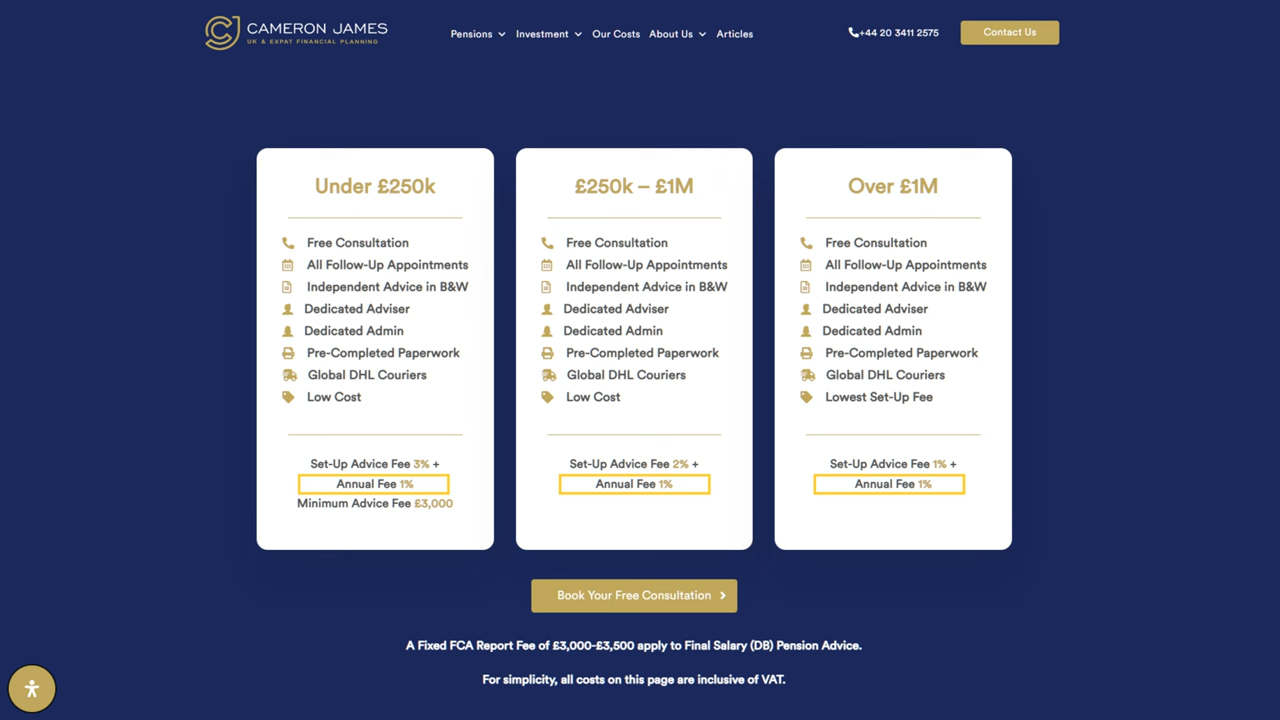 CAMERON JAMES
UK & EXPAT FINANCIAL PLANNING
Pensions Investment Our Costs About Us Articles
+44 20 3411 2575
Contact Us
Under £250k
Free Consultation
All Follow-Up Appointments
Independent Advice in B&W
Dedicated Adviser
Dedicated Admin
Pre-Completed Paperwork
Global DHL Couriers
Low Cost
Set-Up Advice Fee 3% +
Annual Fee 1%
Minimum Advice Fee £3,000
£250k – £1M
Free Consultation
All Follow-Up Appointments
Independent Advice in B&W
Dedicated Adviser
Dedicated Admin
Pre-Completed Paperwork
Global DHL Couriers
Low Cost
Set-Up Advice Fee 2% +
Annual Fee 1%
Over £1M
Free Consultation
All Follow-Up Appointments
Independent Advice in B&W
Dedicated Adviser
Dedicated Admin
Pre-Completed Paperwork
Global DHL Couriers
Lowest Set-Up Fee
Set-Up Advice Fee 1% +
Annual Fee 1%
Book Your Free Consultation
A Fixed FCA Report Fee of £3,000-£3,500 apply to Final Salary (DB) Pension Advice.
For simplicity, all costs on this page are inclusive of VAT.